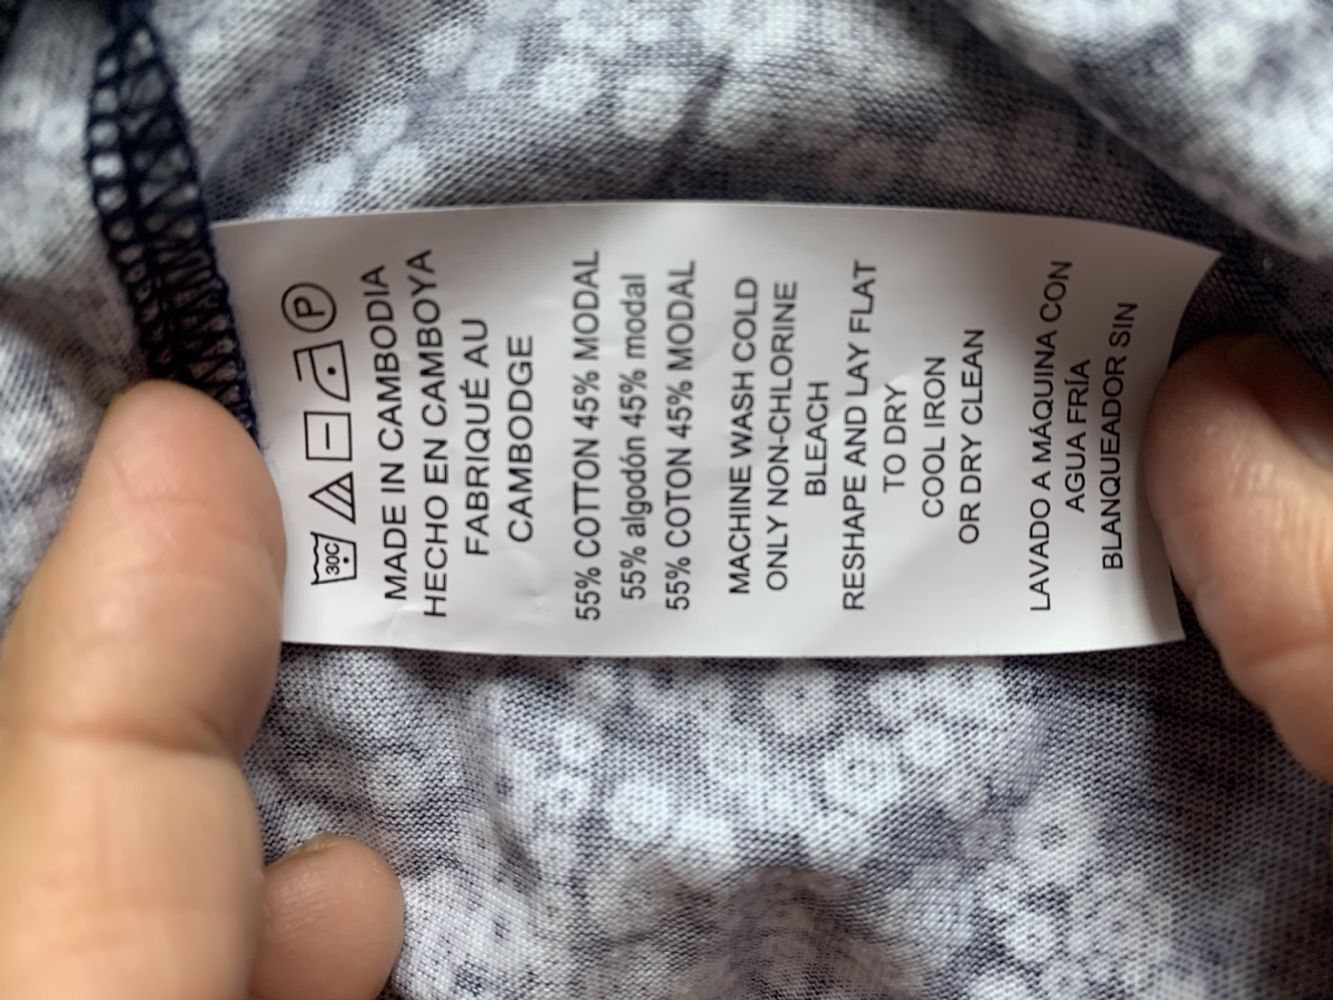 30C P
MADE IN CAMBODIA
HECHO EN CAMBOYA
FABRIQUÉ AU
CAMBODGE
55% COTTON 45% MODAL
55% algodón 45% modal
55% COTON 45% MODAL
MACHINE WASH COLD
ONLY NON-CHLORINE
BLEACH
RESHAPE AND LAY FLAT
TO DRY
COOL IRON
OR DRY CLEAN
LAVADO A MÁQUINA CON
AGUA FRÍA
BLANQUEADOR SIN